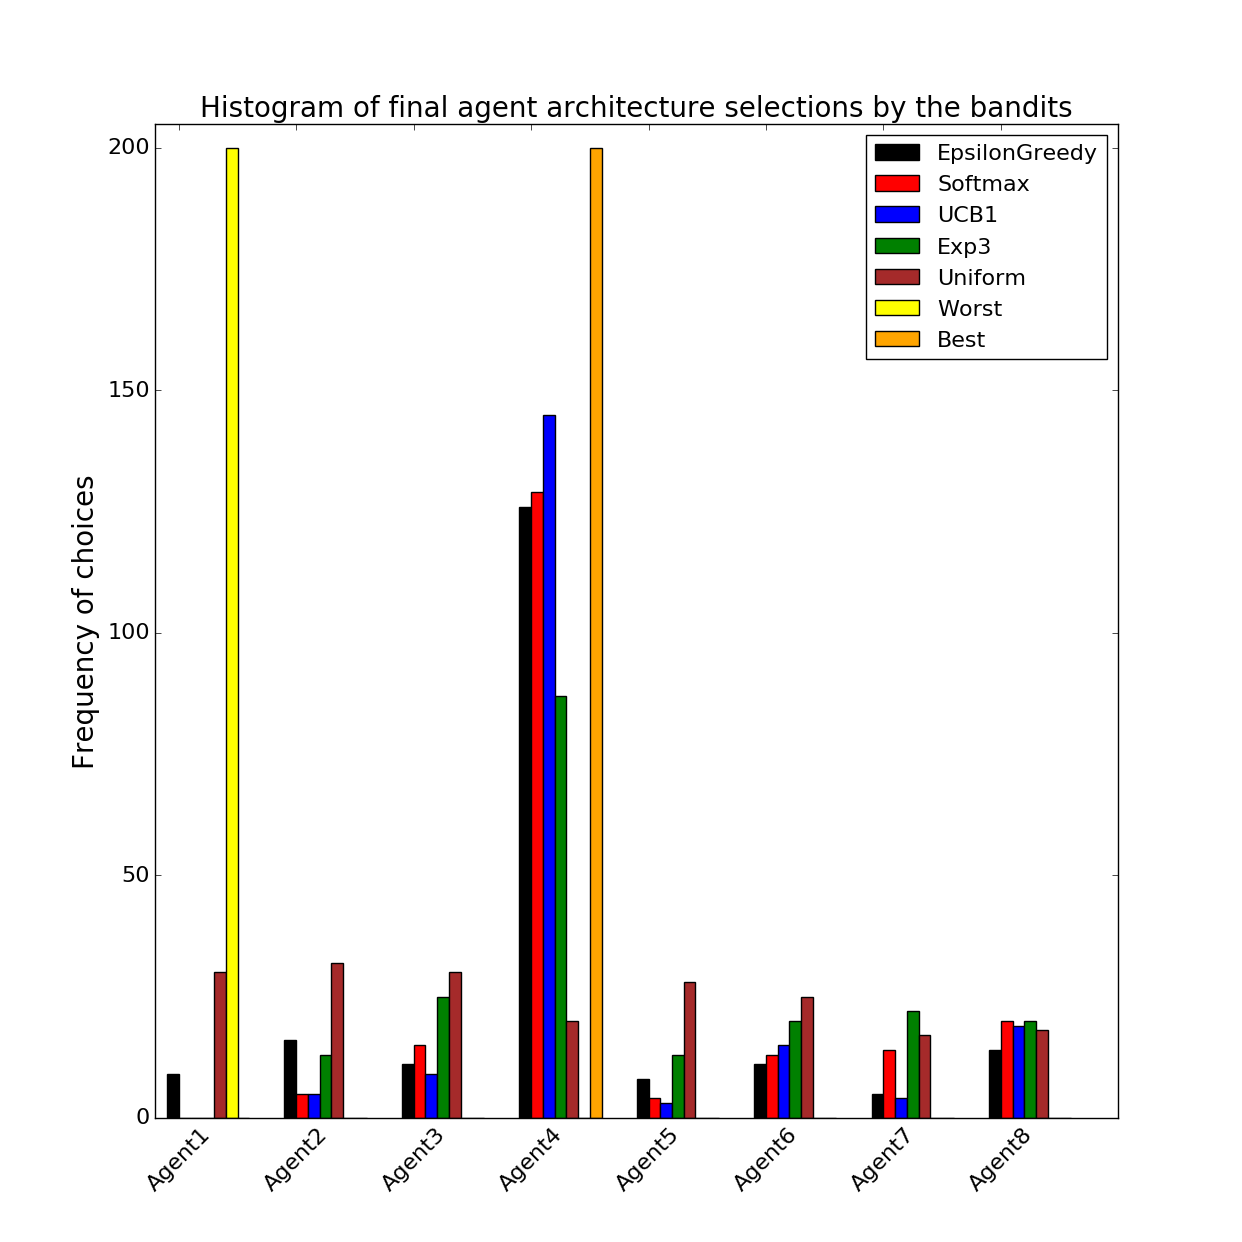 Histogram of final agent architecture selections by the bandits
EpsilonGreedy
Softmax
UCB1
Exp3
Uniform
Worst
Best
Frequency of choices
200
150
100
50
0
Agent1
Agent2
Agent3
Agent4
Agent5
Agent6
Agent7
Agent8